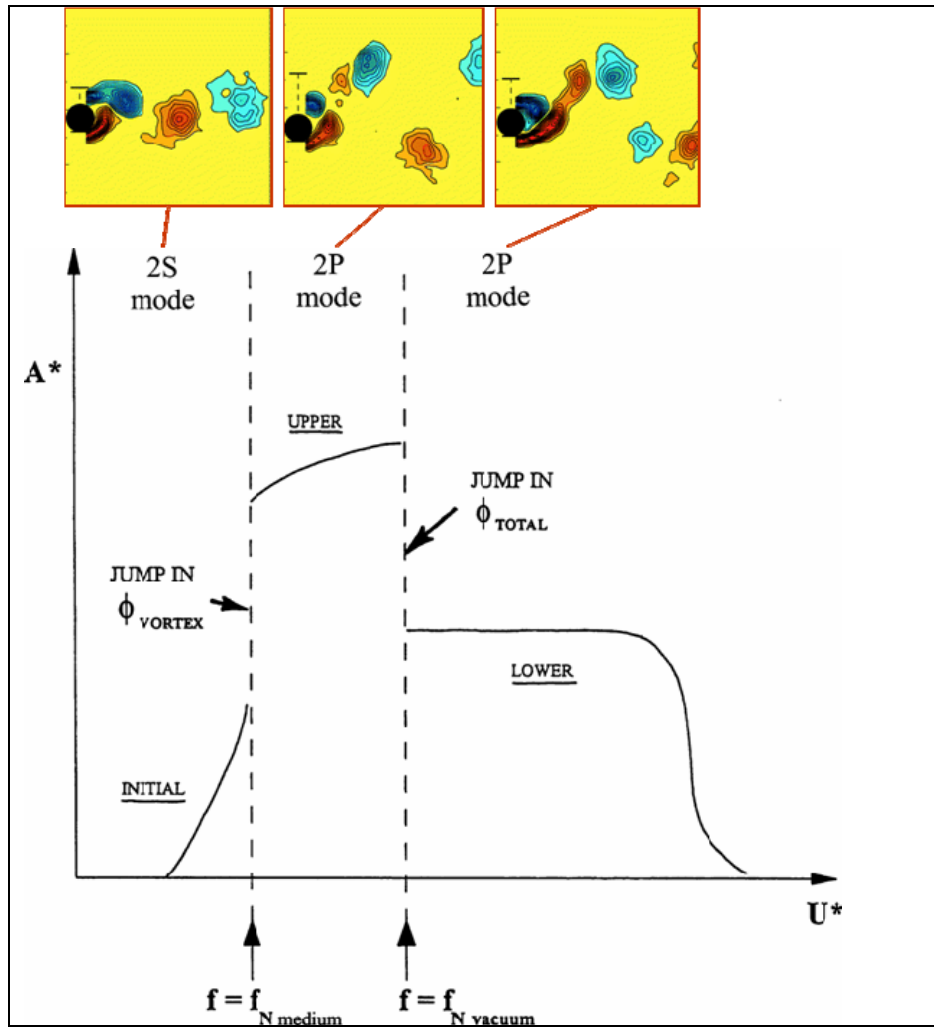 2S
mode
2P
mode
2P
mode
A*
UPPER
JUMP IN
ϕ TOTAL
JUMP IN
ϕ VORTEX
LOWER
INITIAL
U*
f = f N medium
f = f N vacuum